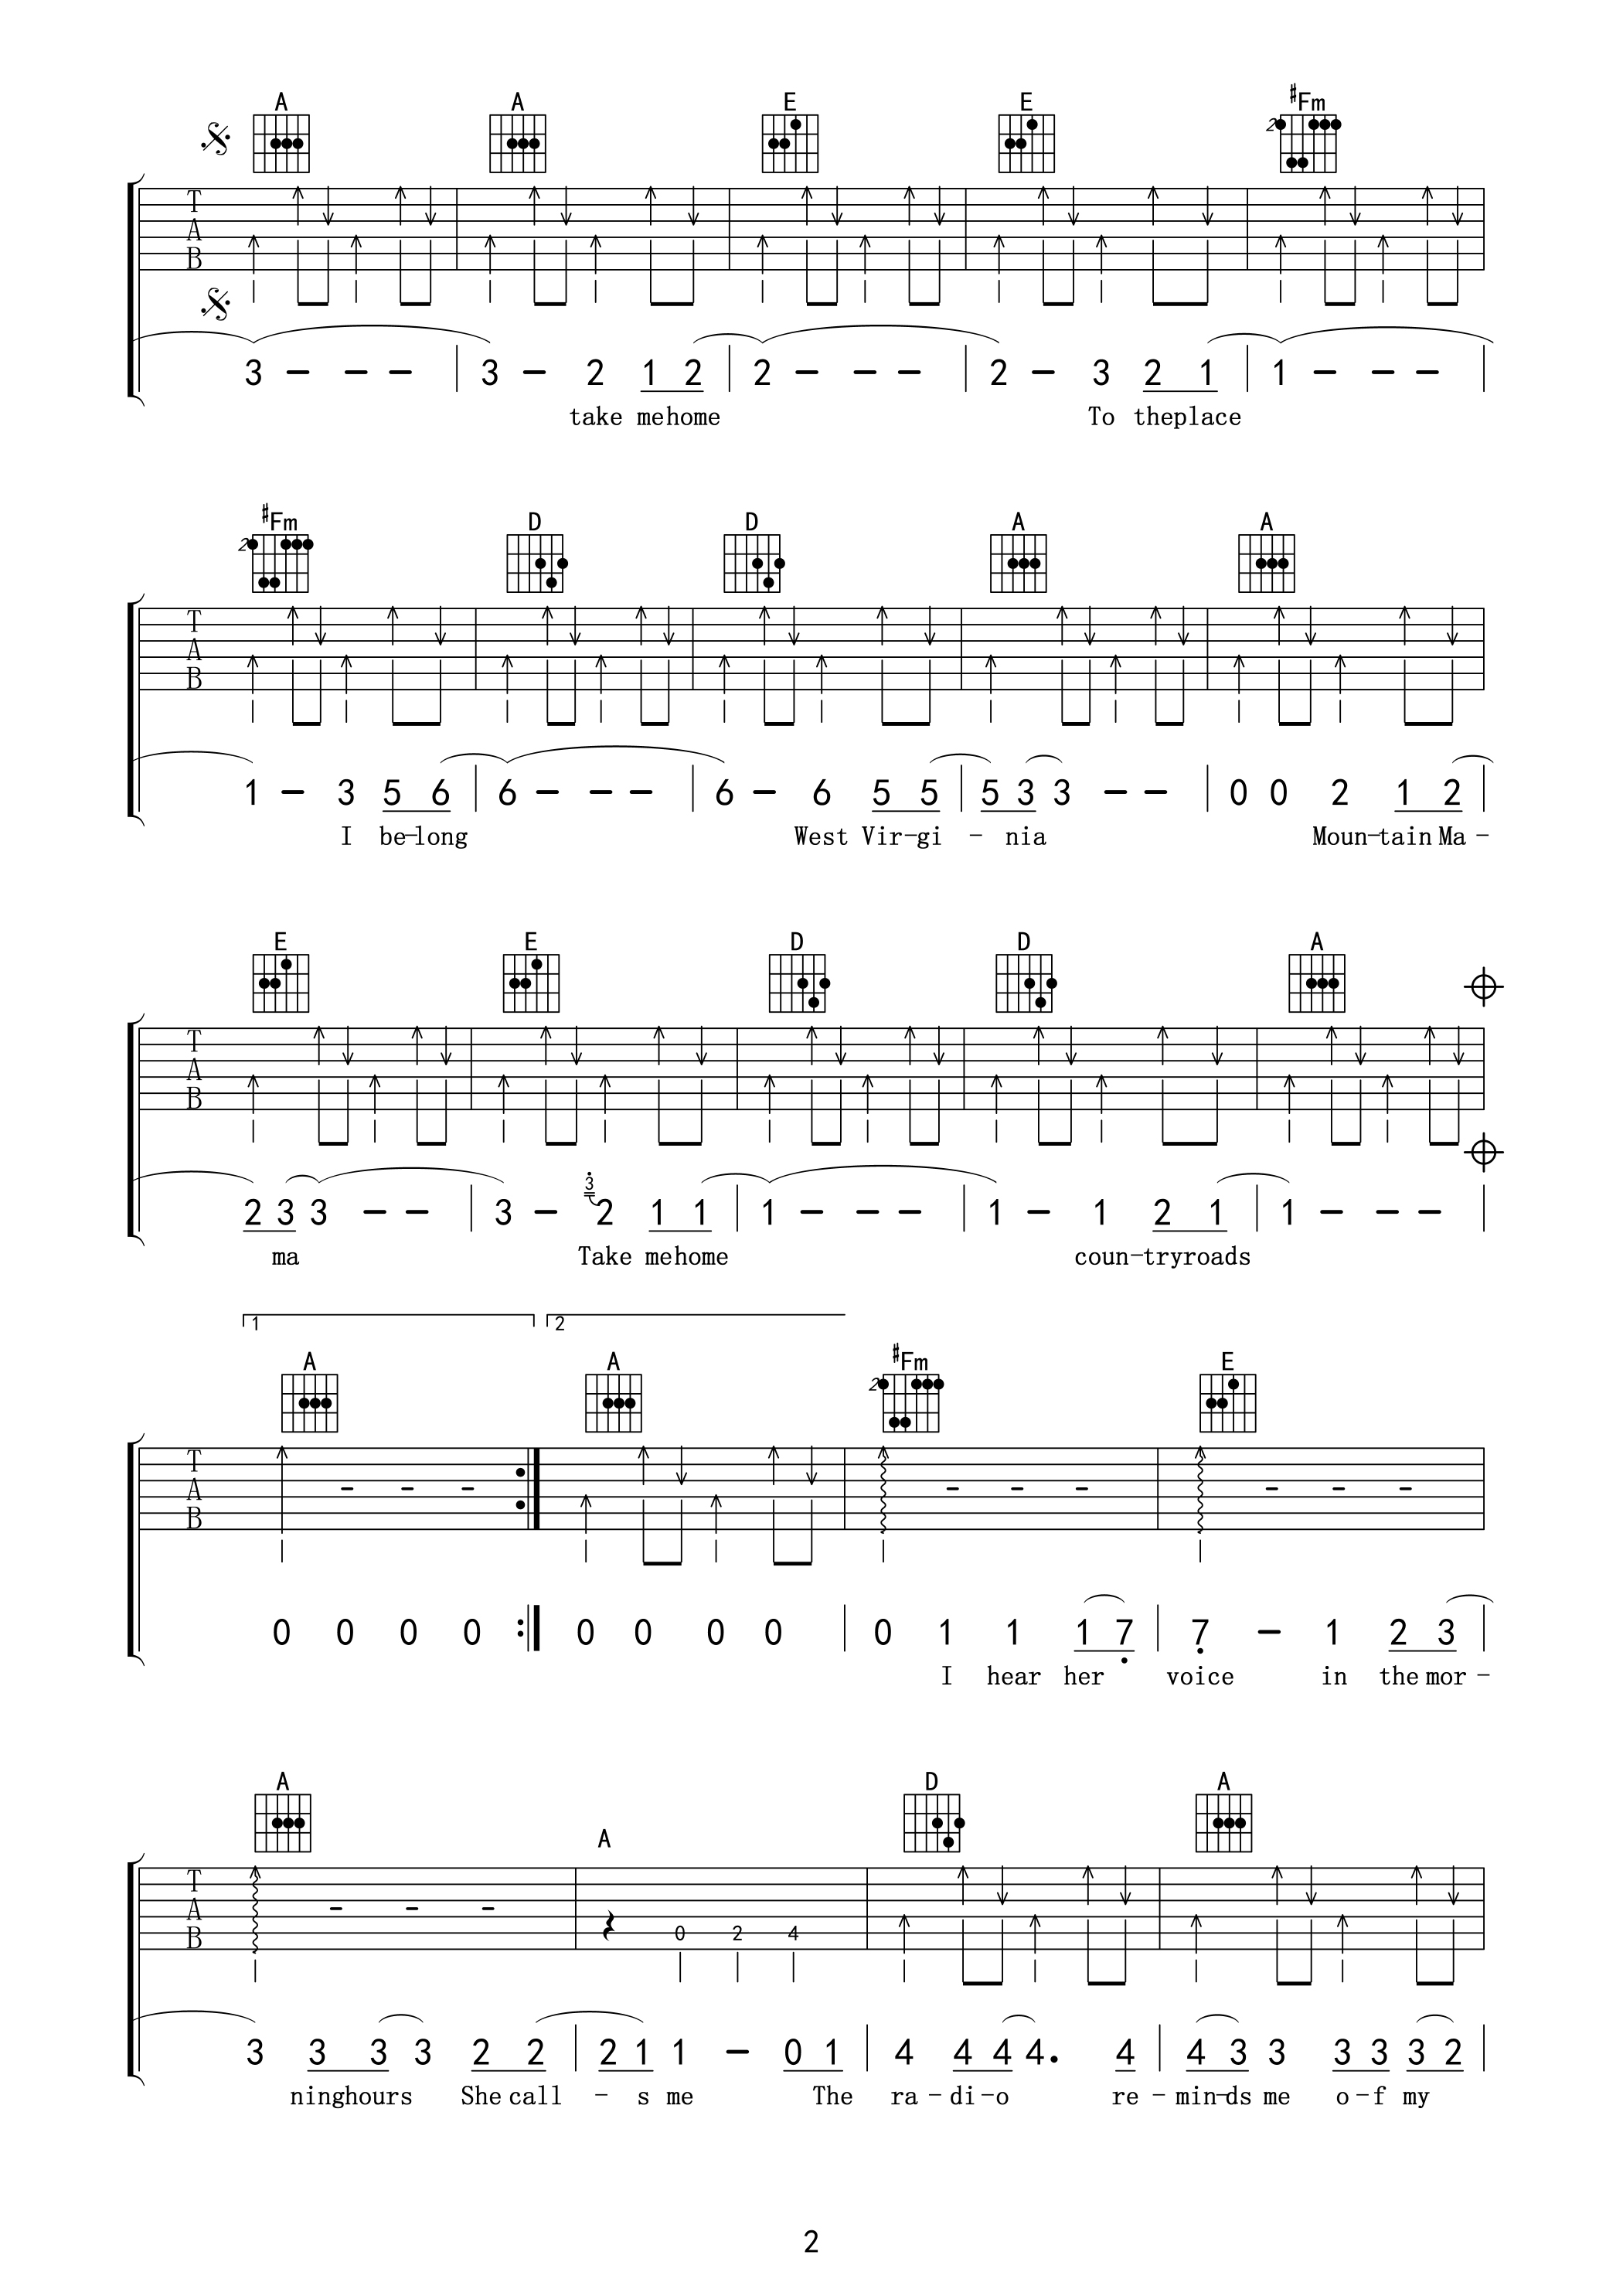 A A E E #Fm
2
T
A
B
3 - - - | 3 - 2 1 2 | 2 - - - | 2 - 3 2 1 | 1 - - - |
take mehome To theplace
#Fm D D A A
2
T
A
B
1 - 3 5 6 | 6 - - - | 6 - 6 5 5 | 5 3 3 - - | 0 0 2 1 2 |
I be-long West Vir-gi - nia Moun-tain Ma -
E E D D A
T
A
B
3
2 3 3 - - | 3 - 2 1 1 | 1 - - - | 1 - 1 2 1 | 1 - - - |
ma Take mehome coun-tryroads
1 2
A A #Fm E
2
T
A
B
- - - - - - - - -
0 0 0 0 :| 0 0 0 0 | 0 1 1 1 7̣ | 7̣ - 1 2 3 |
I hear her voice in the mor -
A A D A
T
A
B
- - - 0 2 4
3 3 3 3 2 2 | 2 1 1 - 0 1 | 4 4 4 4. 4 | 4 3 3 3 3 3 2 |
ninghours She call - s me The ra - di - o re - min-ds me o - f my
2